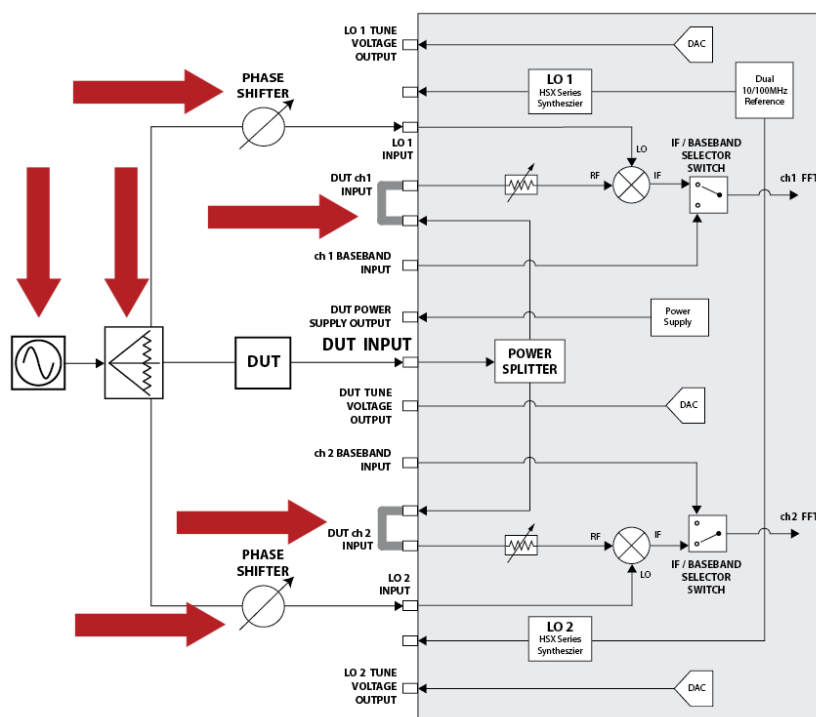 LO 1 TUNE
VOLTAGE
OUTPUT
DAC
PHASE
SHIFTER
LO 1
HSX Series
Syntheszier
Dual
10/100MHz
Reference
LO 1
INPUT
LO
IF / BASEBAND
SELECTOR
SWITCH
DUT ch1
INPUT
RF
IF
ch1 FFT
ch 1 BASEBAND
INPUT
DUT POWER
SUPPLY OUTPUT
Power
Supply
DUT INPUT
DUT
POWER
SPLITTER
DUT TUNE
VOLTAGE
OUTPUT
DAC
ch 2 BASEBAND
INPUT
DUT ch2
INPUT
RF
IF
ch2 FFT
LO
PHASE
SHIFTER
IF / BASEBAND
SELECTOR
SWITCH
LO 2
INPUT
LO 2
HSX Series
Syntheszier
LO 2 TUNE
VOLTAGE
OUTPUT
DAC